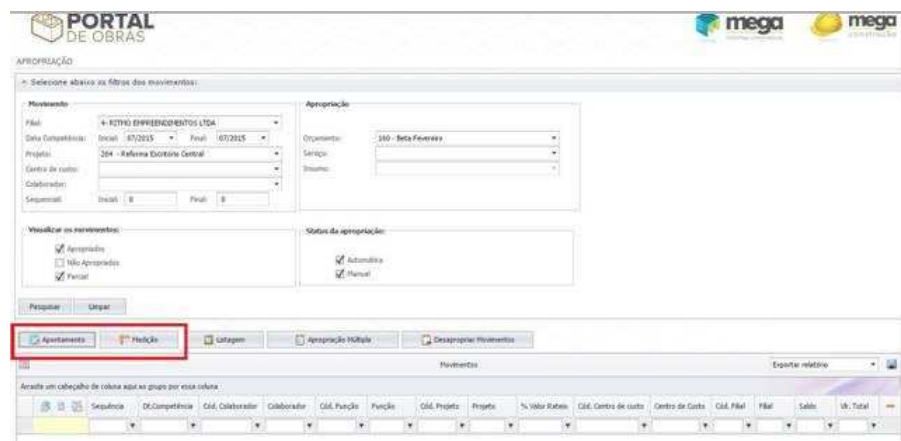 PORTAL
DE OBRAS
mega
mega
construção
APROPRIAÇÃO
Selecione abaixo os filtros dos movimentos:
Movimento
Filial: 4- RITMO EMPREENDIMENTOS LTDA
Data Competência: Inicial: 07/2015 Final: 07/2015
Projeto: 264 - Reforma Escritório Central
Centro de custo:
Colaborador:
Sequencial: Inicial: 0 Final: 0
Apropriação
Orçamento: 160 - Beta Fevereiro
Serviço:
Insumo:
Visualizar os movimentos:
Apropriados
Não Apropriados
Parcial
Status da apropriação:
Automática
Manual
Pesquisar Limpar
Apontamento Medição Listagem Apropriação Múltipla Desapropriar Movimentos
Movimentos Exportar relatório
Arraste um cabeçalho de coluna aqui ao grupo por essa coluna
Sequência Dt.Competência Cód. Colaborador Colaborador Cód. Função Função Cód. Projeto Projeto % Valor Rateio Cód. Centro de custo Centro de Custo Cód. Filial Filial Saldo Vlr. Total